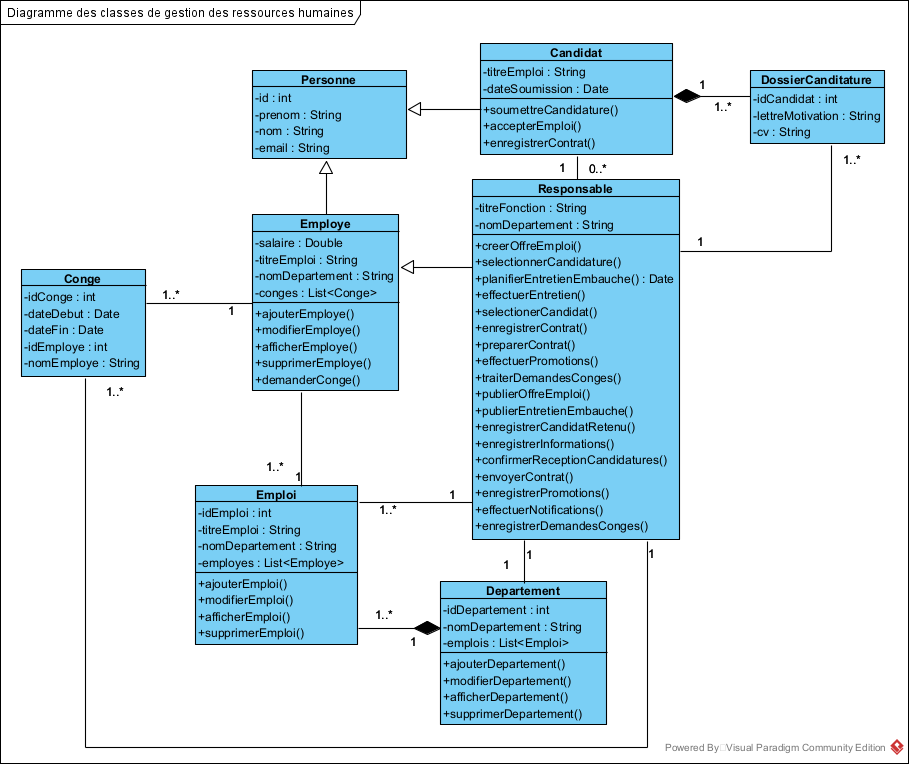 Diagramme des classes de gestion des ressources humaines
Personne
-id : int
-prenom : String
-nom : String
-email : String
Candidat
-titreEmploi : String
-dateSoumission : Date
+soumettreCandidature()
+accepterEmploi()
+enregistrerContrat()
1
1..*
DossierCanditature
-idCandidat : int
-lettreMotivation : String
-cv : String
1..*
1
1
0..*
Responsable
-titreFonction : String
-nomDepartement : String
+creerOffreEmploi()
+selectionnerCandidature()
+planifierEntretienEmbauche() : Date
+effectuerEntretien()
+selectionerCandidat()
+enregistrerContrat()
+preparerContrat()
+effectuerPromotions()
+traiterDemandesConges()
+publierOffreEmploi()
+publierEntretienEmbauche()
+enregistrerCandidatRetenu()
+enregistrerInformations()
+confirmerReceptionCandidatures()
+envoyerContrat()
+enregistrerPromotions()
+effectuerNotifications()
+enregistrerDemandesConges()
Employe
-salaire : Double
-titreEmploi : String
-nomDepartement : String
-conges : List<Conge>
+ajouterEmploye()
+modifierEmploye()
+afficherEmploye()
+supprimerEmploye()
+demanderConge()
Conge
-idConge : int
-dateDebut : Date
-dateFin : Date
-idEmploye : int
-nomEmploye : String
1..*
1
1..*
1..*
1
Emploi
-idEmploi : int
-titreEmploi : String
-nomDepartement : String
-employes : List<Employe>
+ajouterEmploi()
+modifierEmploi()
+afficherEmploi()
+supprimerEmploi()
1
1..*
1
1
1
1..*
1
Departement
-idDepartement : int
-nomDepartement : String
-emplois : List<Emploi>
+ajouterDepartement()
+modifierDepartement()
+afficherDepartement()
+supprimerDepartement()
Powered By Visual Paradigm Community Edition